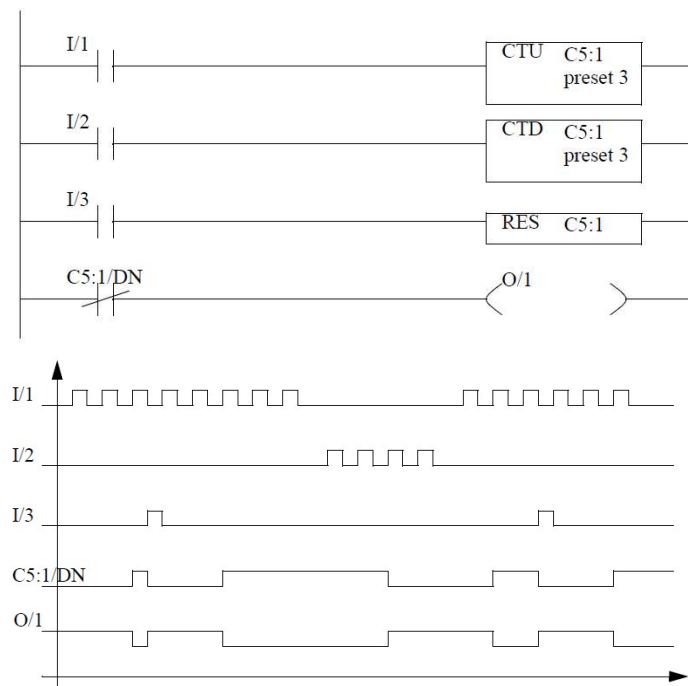 I/1
CTU C5:1
preset 3
I/2
CTD C5:1
preset 3
I/3
RES C5:1
C5:1/DN
O/1
I/1
I/2
I/3
C5:1/DN
O/1